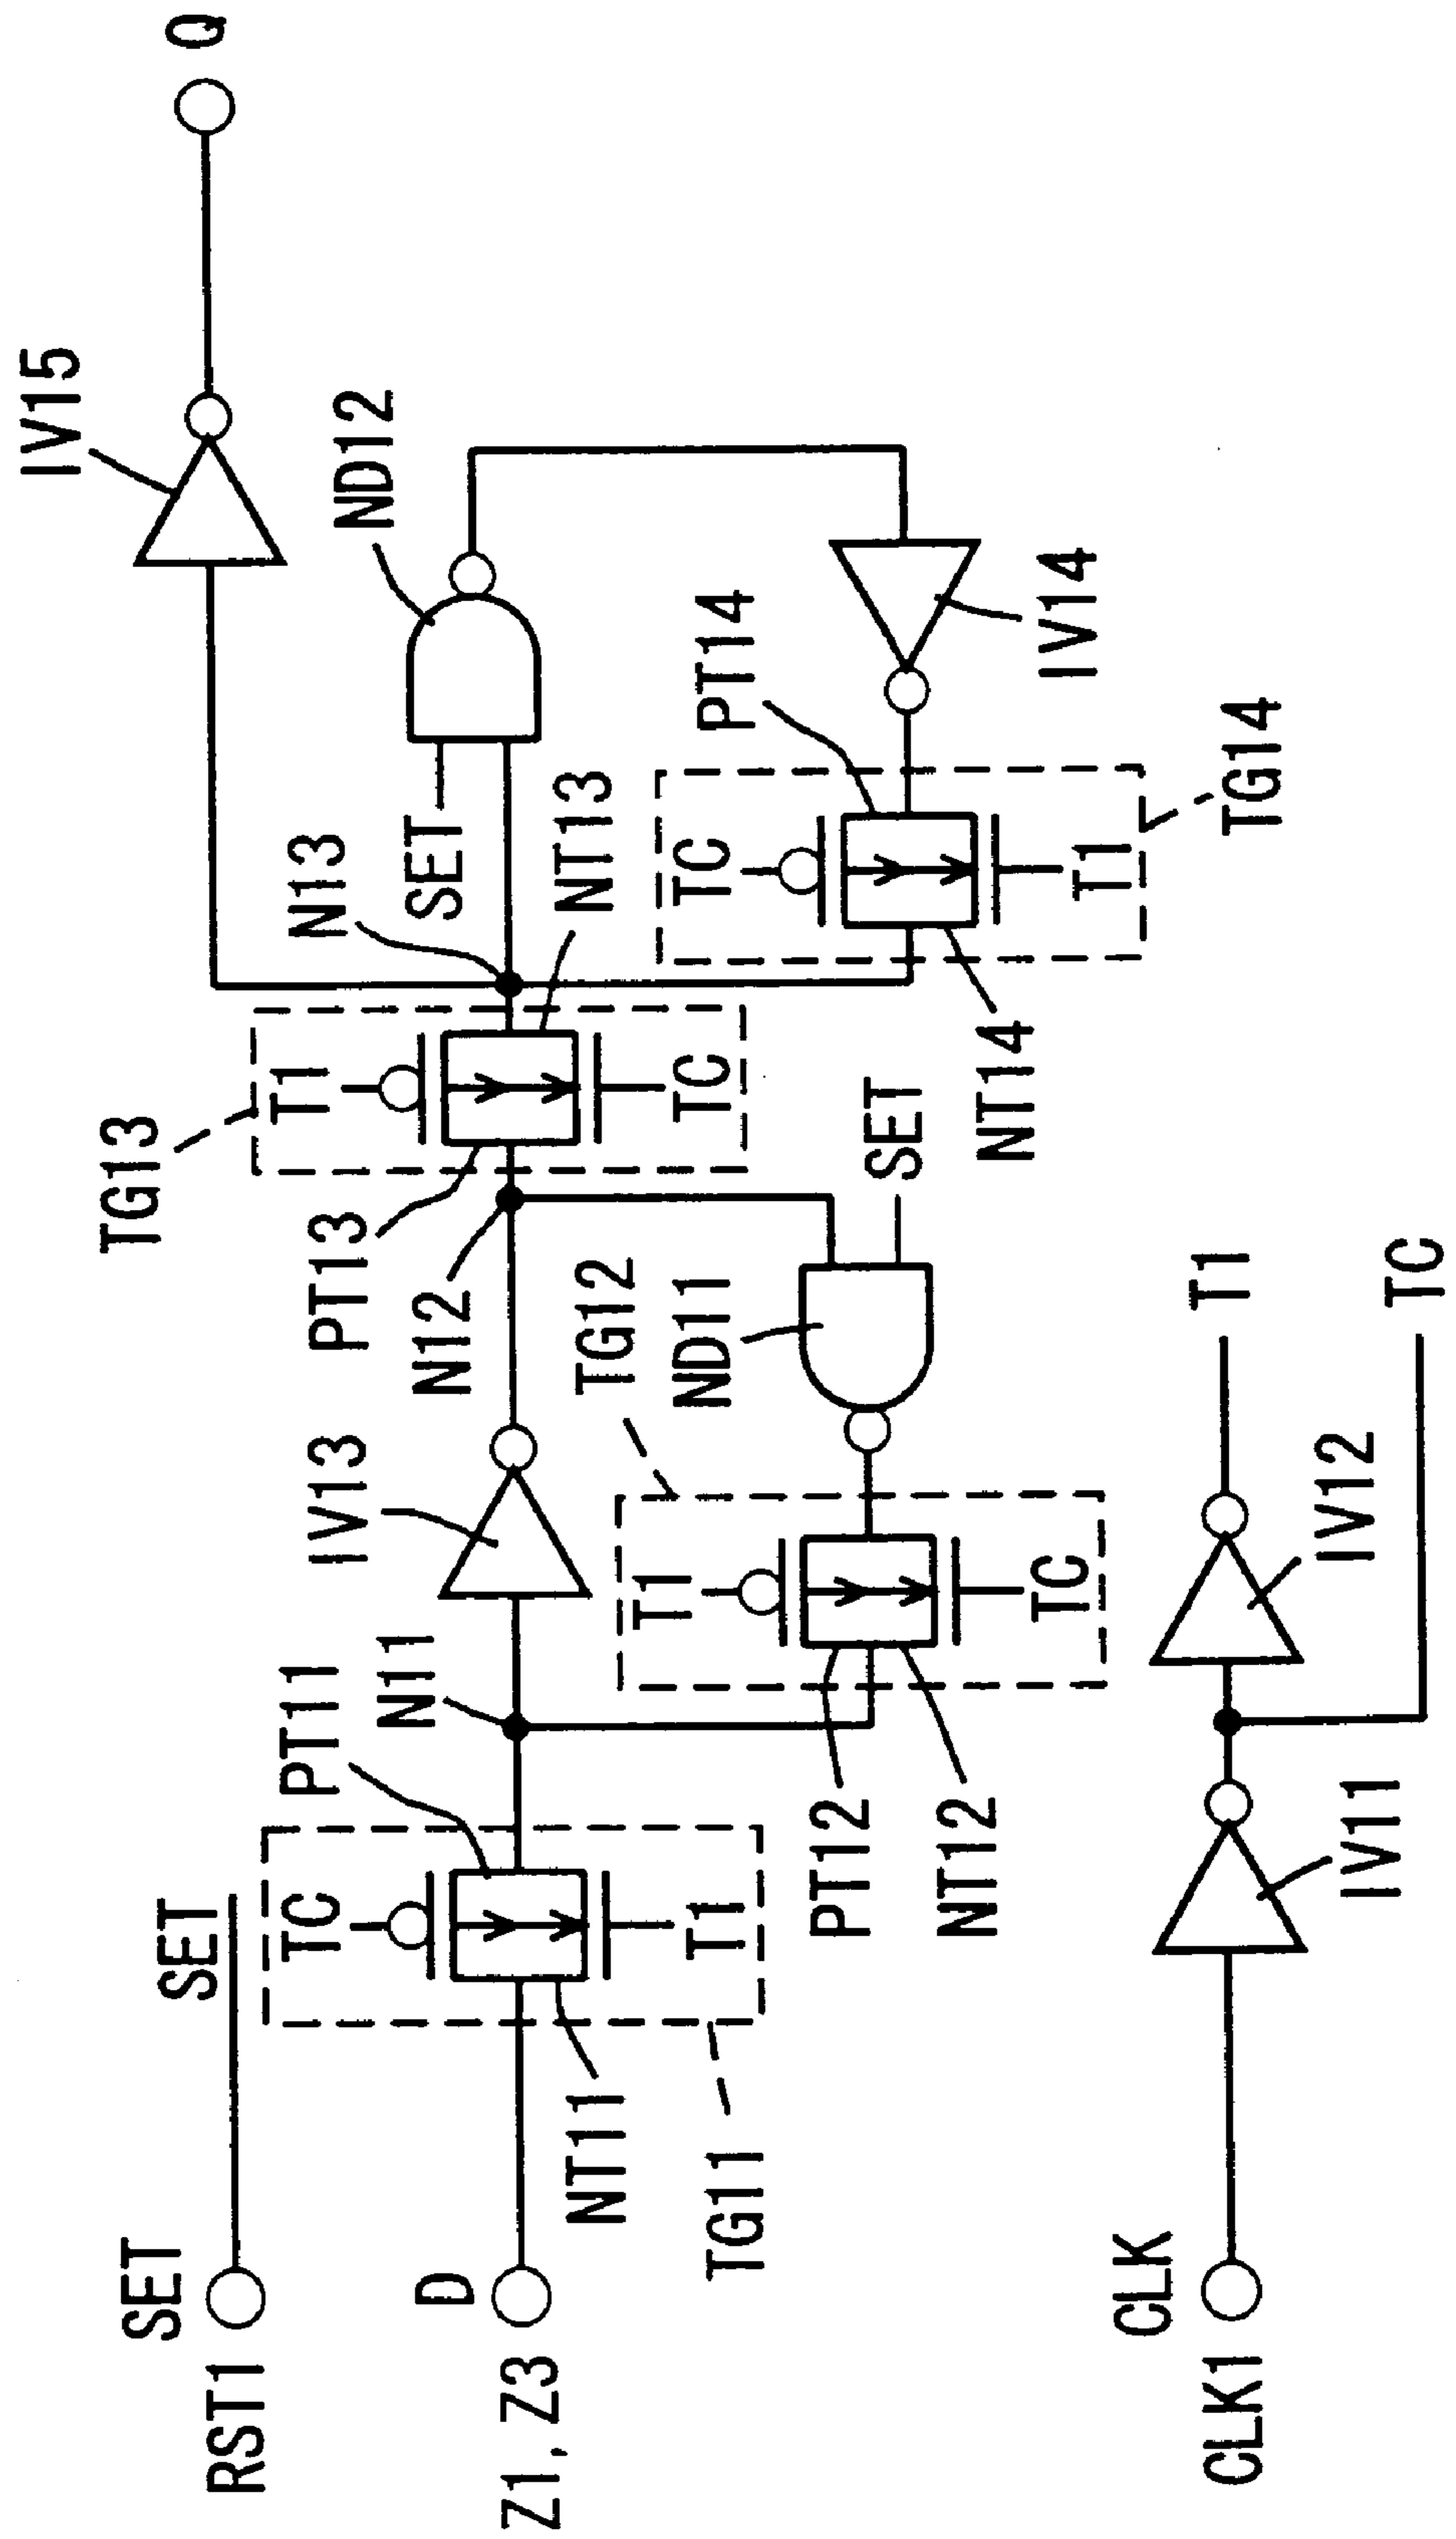 SET
RST1
SET
D
Z1, Z3
TG11
NT11
TC
T1
PT11
N11
IV13
PT12
NT12
T1
TC
TG12
ND11
SET
N12
PT13
TG13
T1
TC
NT13
N13
SET
ND12
IV15
Q
PT14
TC
T1
NT14
TG14
IV14
CLK
CLK1
IV11
IV12
T1
TC